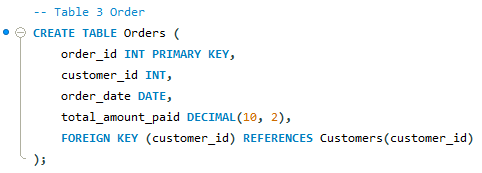 -- Table 3 Order
CREATE TABLE Orders (
order_id INT PRIMARY KEY,
customer_id INT,
order_date DATE,
total_amount_paid DECIMAL(10, 2),
FOREIGN KEY (customer_id) REFERENCES Customers(customer_id)
);